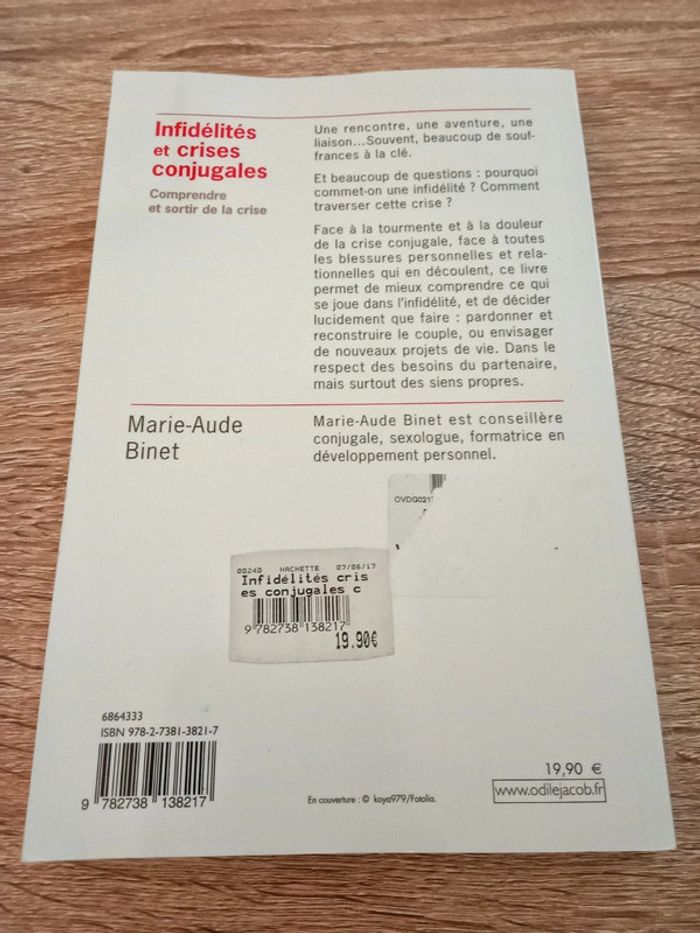 Infidélités
et crises
conjugales
Comprendre
et sortir de la crise
Une rencontre, une aventure, une
liaison...Souvent, beaucoup de souf-
frances à la clé.
Et beaucoup de questions : pourquoi
commet-on une infidélité ? Comment
traverser cette crise ?
Face à la tourmente et à la douleur
de la crise conjugale, face à toutes
les blessures personnelles et rela-
tionnelles qui en découlent, ce livre
permet de mieux comprendre ce qui
se joue dans l'infidélité, et de décider
lucidement que faire : pardonner et
reconstruire le couple, ou envisager
de nouveaux projets de vie. Dans le
respect des besoins du partenaire,
mais surtout des siens propres.
Marie-Aude
Binet
Marie-Aude Binet est conseillère
conjugale, sexologue, formatrice en
développement personnel.
00240 HACHETTE 07/06/17
Infidélités cris
es conjugales c
9 782738 138217
19.90€
6864333
ISBN 978-2-7381-3821-7
9 782738 138217
En couverture : © koya979/Fotolia.
19,90 €
www.odilejacob.fr